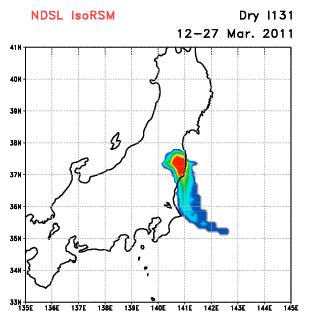 NDSL IsoRSM
Dry I131
12-27 Mar. 2011
41N
40N
39N
38N
37N
36N
35N
34N
33N
135E 136E 137E 138E 139E 140E 141E 142E 143E 144E 145E